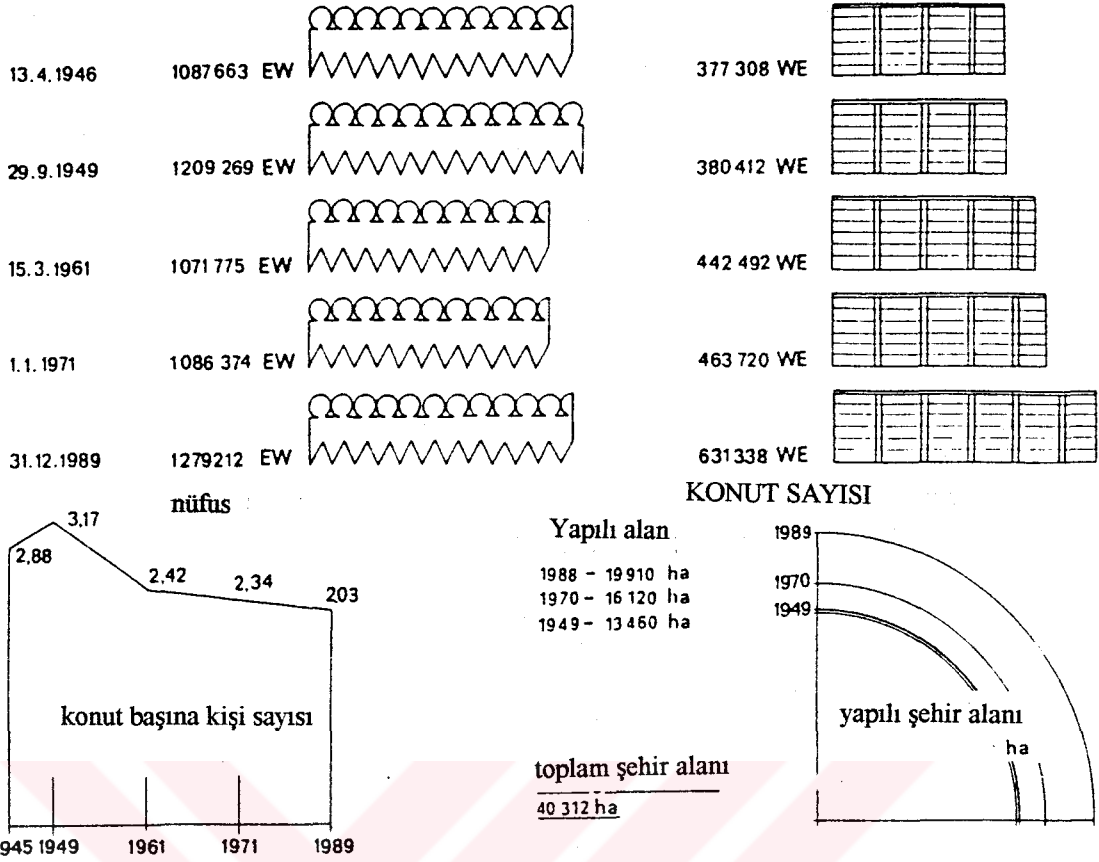 13.4.1946 1087663 EW 377 308 WE
29.9.1949 1209 269 EW 380 412 WE
15.3.1961 1071 775 EW 442 492 WE
1.1.1971 1086 374 EW 463 720 WE
31.12.1989 1279212 EW 631338 WE
nüfus
KONUT SAYISI
3,17
2,88
2,42
2,34
203
konut başına kişi sayısı
945 1949 1961 1971 1989
Yapılı alan
1988 – 19910 ha
1970 – 16 120 ha
1949 – 13 460 ha
toplam şehir alanı
40 312 ha
1989
1970
1949
yapılı şehir alanı
ha